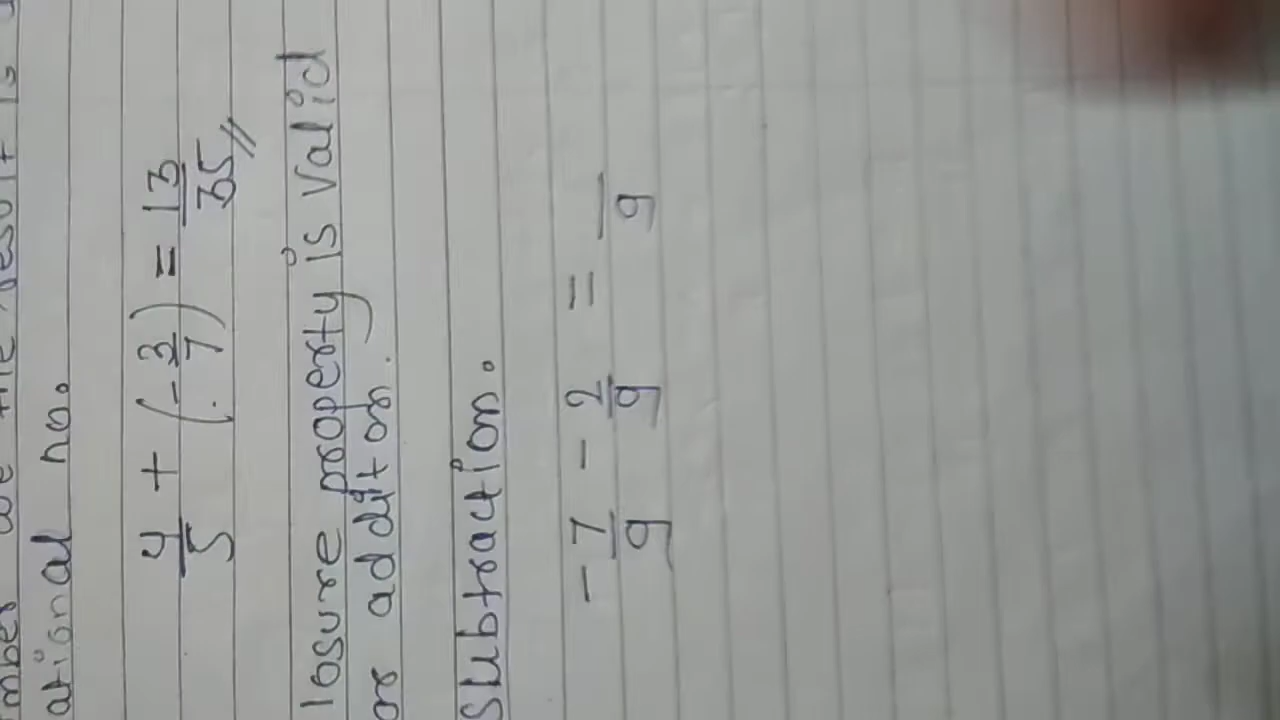 ational no.
4/5 + (-3/7) = 13/35 //
losure property is valid
or additon.
Subtraction.
-7/9 - 2/9 = /9